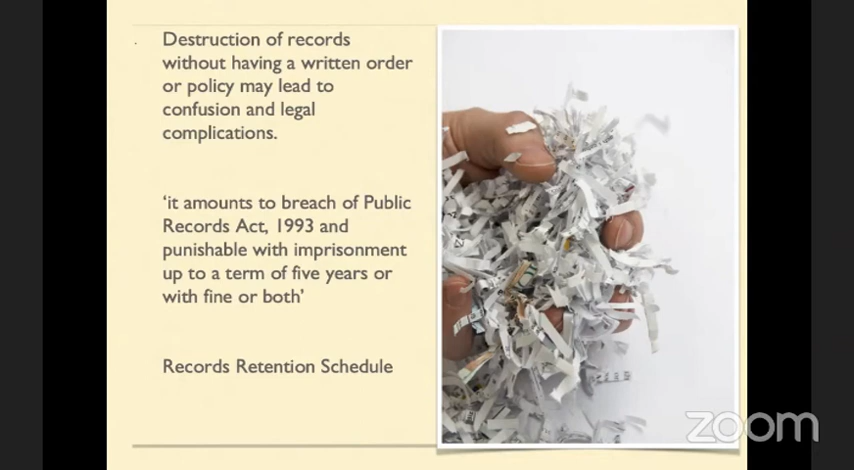 Destruction of records
without having a written order
or policy may lead to
confusion and legal
complications.
‘it amounts to breach of Public
Records Act, 1993 and
punishable with imprisonment
up to a term of five years or
with fine or both’
Records Retention Schedule
zoom